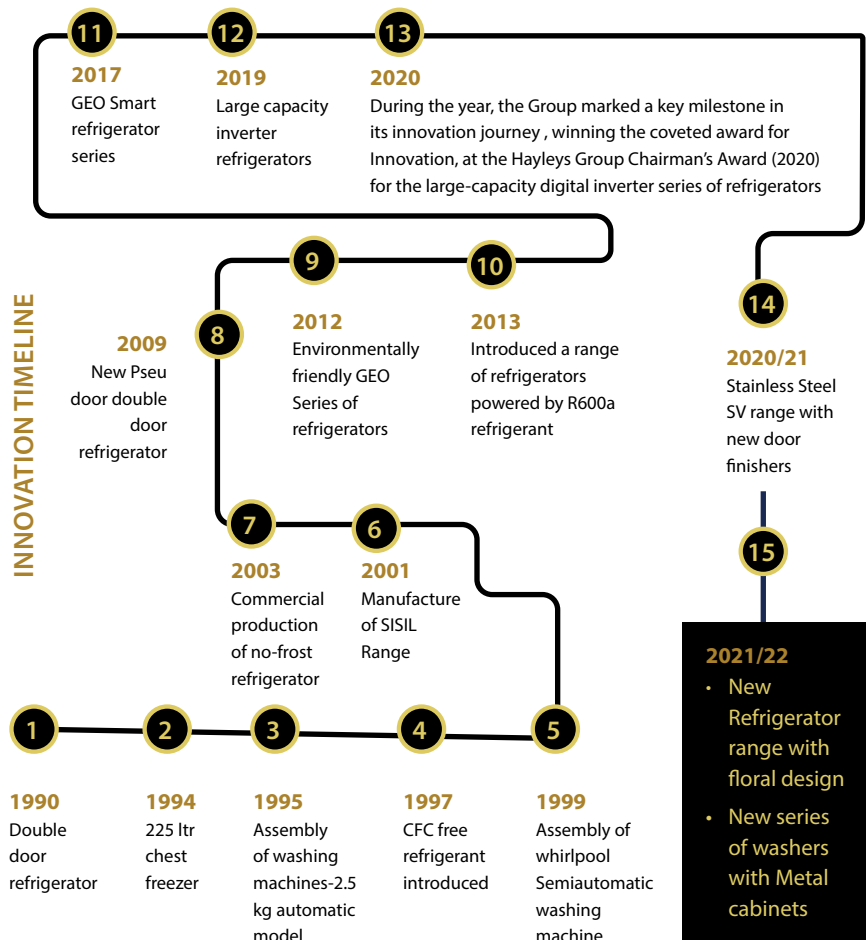 INNOVATION TIMELINE
1
1990
Double
door
refrigerator
2
1994
225 ltr
chest
freezer
3
1995
Assembly
of washing
machines-2.5
kg automatic
model
4
1997
CFC free
refrigerant
introduced
5
1999
Assembly of
whirlpool
Semiautomatic
washing
machine
6
2001
Manufacture
of SISIL
Range
7
2003
Commercial
production
of no-frost
refrigerator
8
2009
New Pseu
door double
door
refrigerator
9
2012
Environmentally
friendly GEO
Series of
refrigerators
10
2013
Introduced a range
of refrigerators
powered by R600a
refrigerant
11
2017
GEO Smart
refrigerator
series
12
2019
Large capacity
inverter
refrigerators
13
2020
During the year, the Group marked a key milestone in
its innovation journey , winning the coveted award for
Innovation, at the Hayleys Group Chairman’s Award (2020)
for the large-capacity digital inverter series of refrigerators
14
2020/21
Stainless Steel
SV range with
new door
finishers
15
2021/22
• New
Refrigerator
range with
floral design
• New series
of washers
with Metal
cabinets